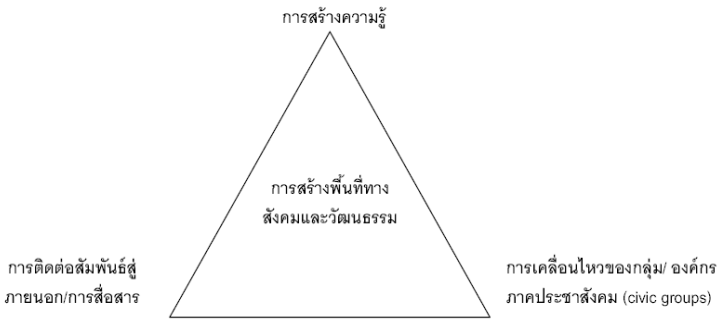 การสร้างความรู้
การสร้างพื้นที่ทาง
สังคมและวัฒนธรรม
การติดต่อสัมพันธ์สู่
ภายนอก/การสื่อสาร
การเคลื่อนไหวของกลุ่ม/ องค์กร
ภาคประชาสังคม (civic groups)